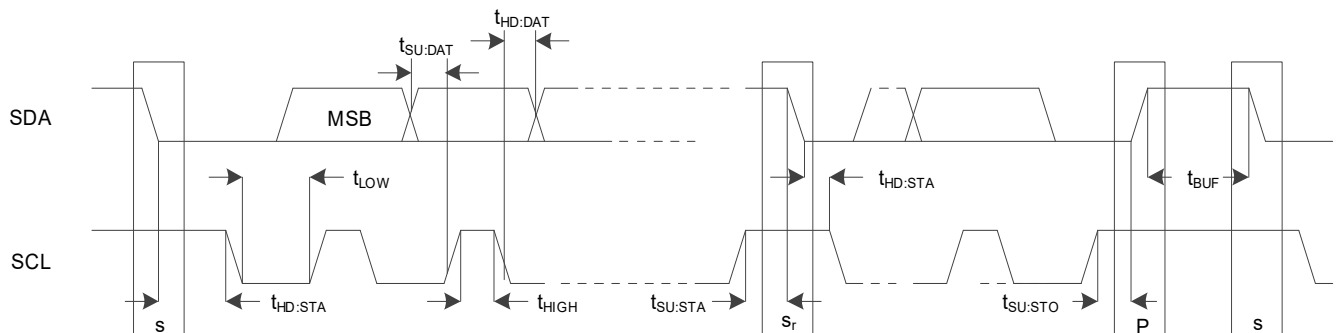 t_HD:DAT
t_SU:DAT
SDA
MSB
t_LOW
t_HD:STA
t_BUF
SCL
t_HD:STA
t_HIGH
t_SU:STA
t_SU:STO
s
s_r
P
s